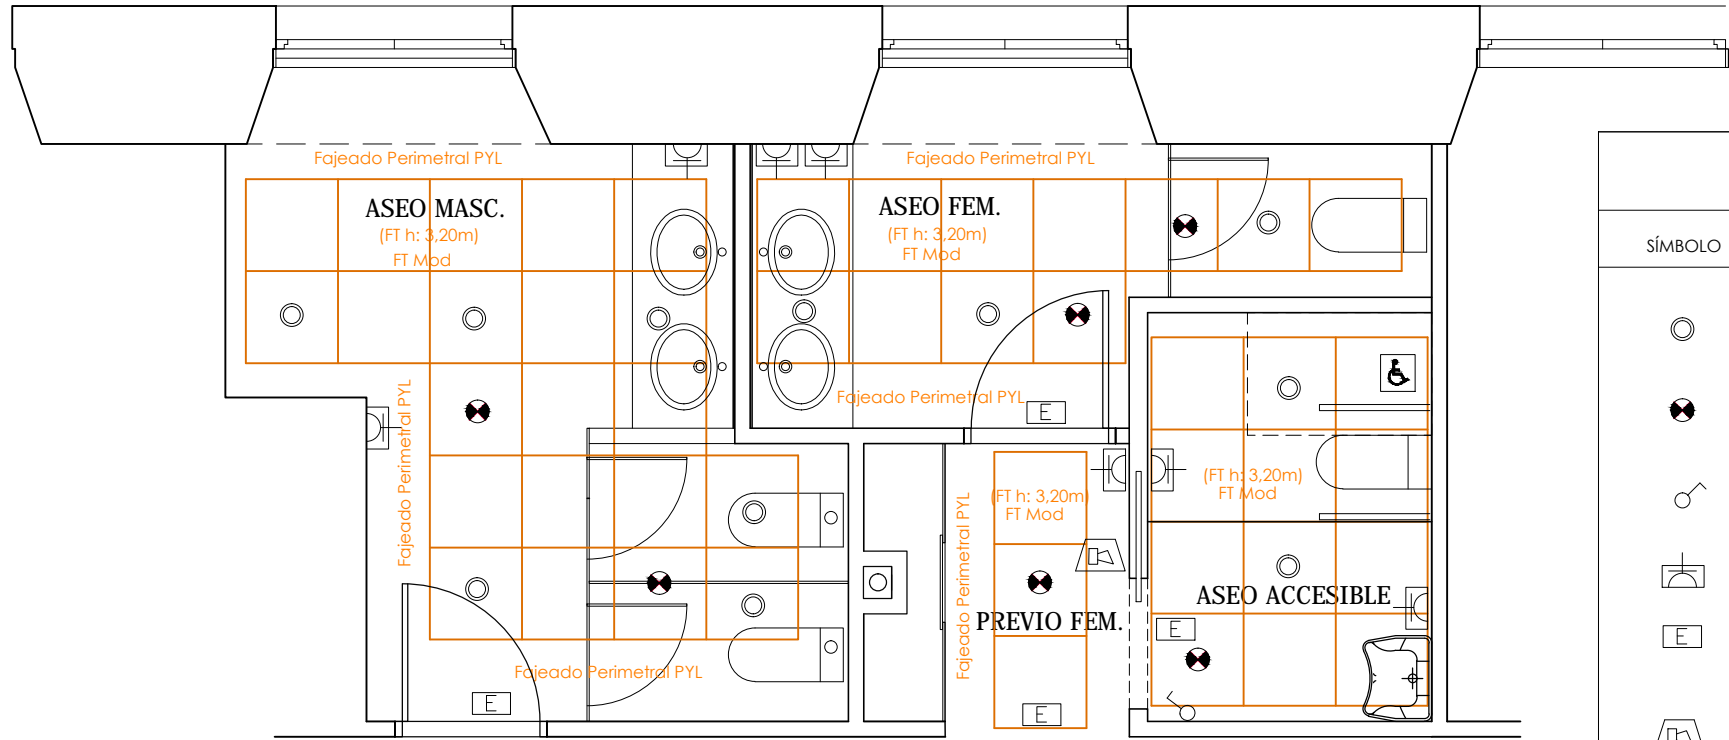 Fajeado Perimetral PYL
Fajeado Perimetral PYL
ASEO MASC.
(FT h: 3,20m)
FT Mod
ASEO FEM.
(FT h: 3,20m)
FT Mod
SÍMBOLO
Fajeado Perimetral PYL
Fajeado Perimetral PYL
E
(FT h: 3,20m)
FT Mod
(FT h: 3,20m)
FT Mod
Fajeado Perimetral PYL
ASEO ACCESIBLE
PREVIO FEM.
E
E
Fajeado Perimetral PYL
E
E